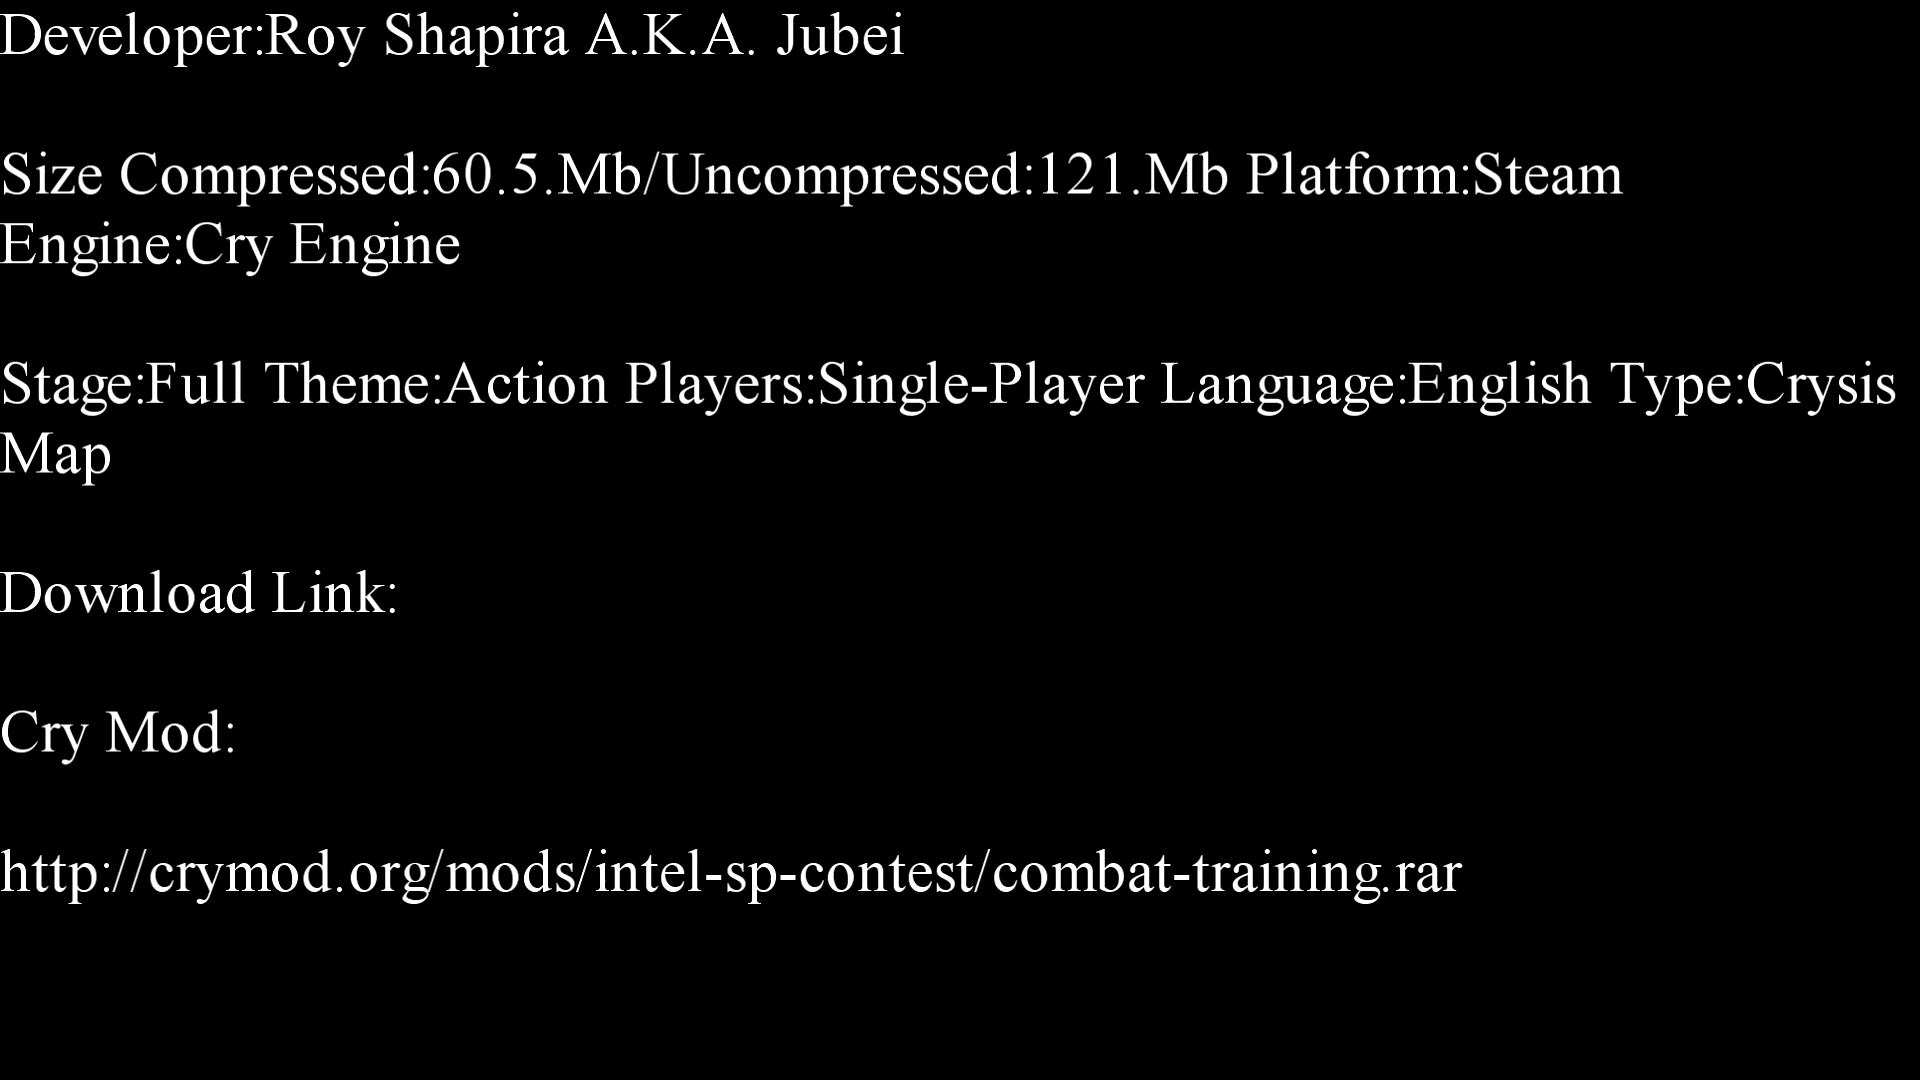 Developer:Roy Shapira A.K.A. Jubei
Size Compressed:60.5.Mb/Uncompressed:121.Mb Platform:Steam
Engine:Cry Engine
Stage:Full Theme:Action Players:Single-Player Language:English Type:Crysis
Map
Download Link:
Cry Mod:
http://crymod.org/mods/intel-sp-contest/combat-training.rar